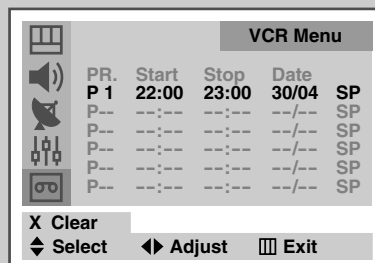 VCR Menu
PR. Start Stop Date
P 1 22:00 23:00 30/04 SP
P-- --:-- --:-- --/-- SP
P-- --:-- --:-- --/-- SP
P-- --:-- --:-- --/-- SP
P-- --:-- --:-- --/-- SP
P-- --:-- --:-- --/-- SP
X Clear
Select Adjust Exit